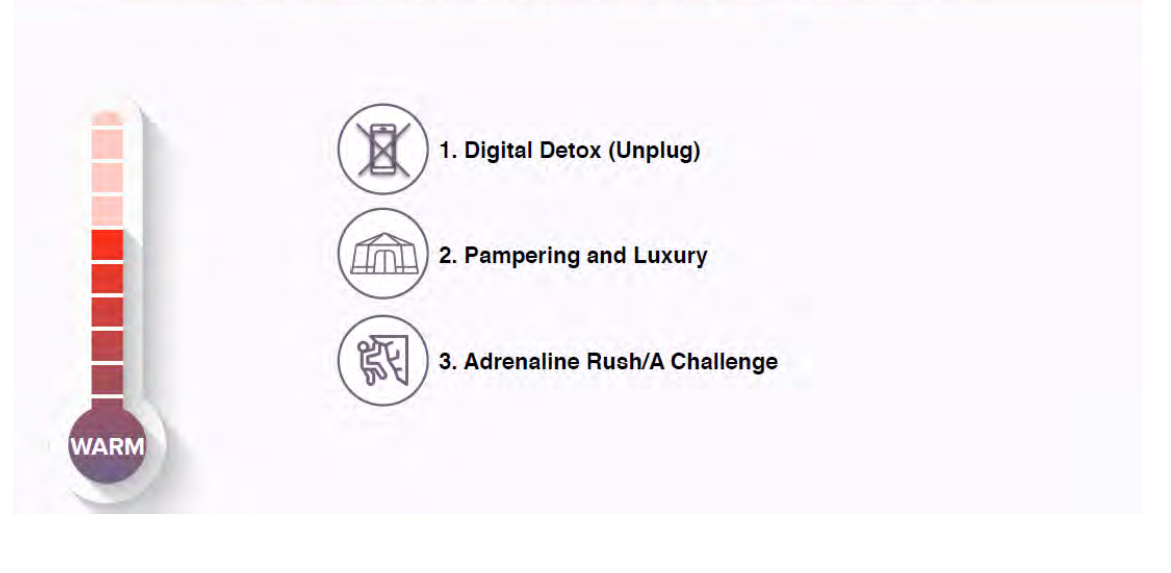 1. Digital Detox (Unplug)
2. Pampering and Luxury
3. Adrenaline Rush/A Challenge
WARM